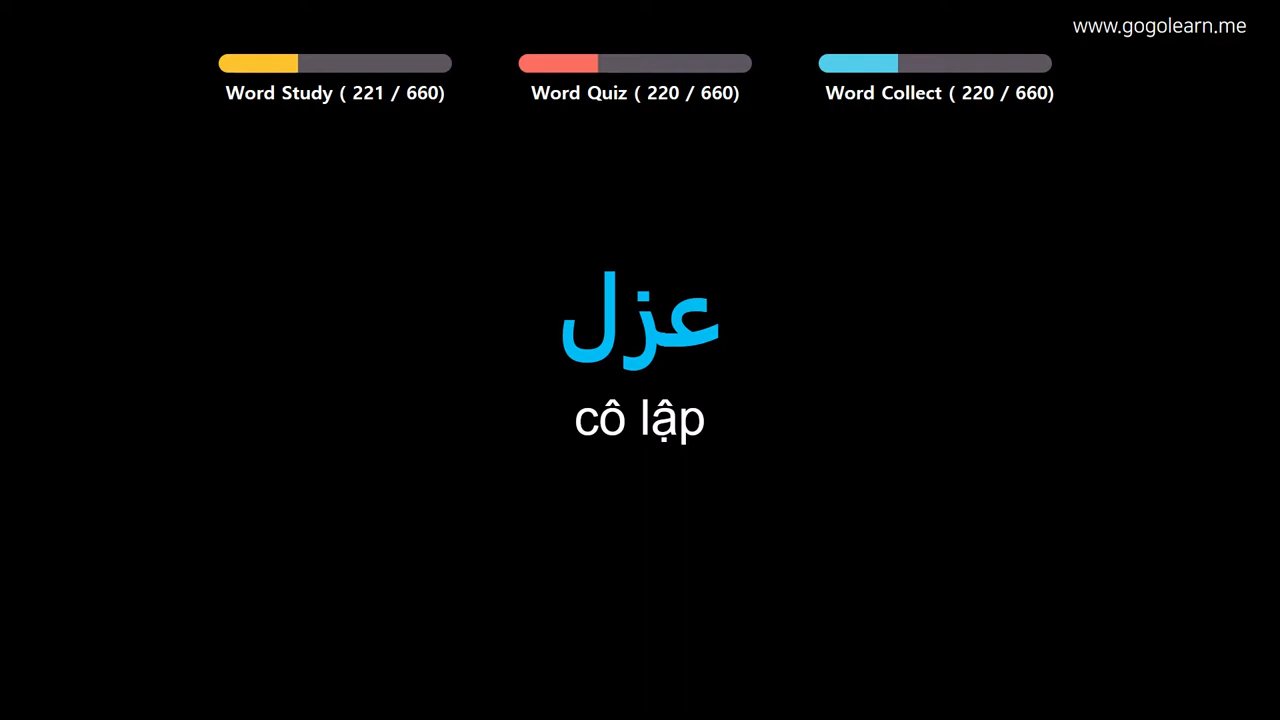 www.gogolearn.me
Word Study ( 221 / 660)
Word Quiz ( 220 / 660)
Word Collect ( 220 / 660)
عزل
cô lập